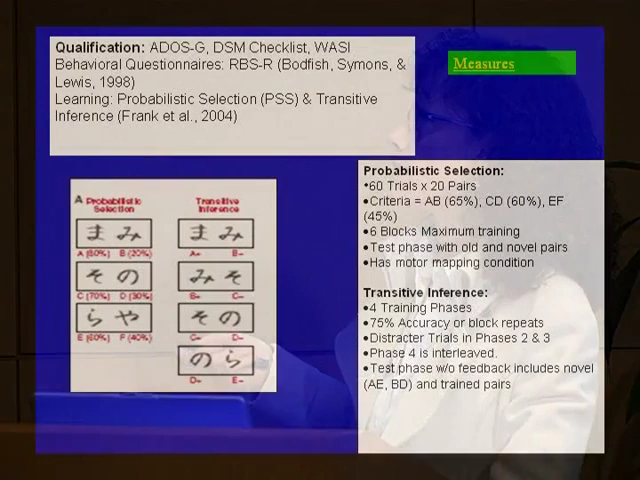 Qualification: ADOS-G, DSM Checklist, WASI
Behavioral Questionnaires: RBS-R (Bodfish, Symons, &
Lewis, 1998)
Learning: Probabilistic Selection (PSS) & Transitive
Inference (Frank et al., 2004)
Measures
A Probabilistic
Selection
Transitive
Inference
ま み
ま み
A (80%) B (20%)
A+ B-
そ の
み そ
C (70%) D (30%)
B+ C-
ら や
そ の
E (60%) F (40%)
C+ D-
の ら
D+ E-
Probabilistic Selection:
•60 Trials x 20 Pairs
•Criteria = AB (65%), CD (60%), EF
(45%)
•6 Blocks Maximum training
•Test phase with old and novel pairs
•Has motor mapping condition
Transitive Inference:
•4 Training Phases
•75% Accuracy or block repeats
•Distracter Trials in Phases 2 & 3
•Phase 4 is interleaved.
•Test phase w/o feedback includes novel
(AE, BD) and trained pairs